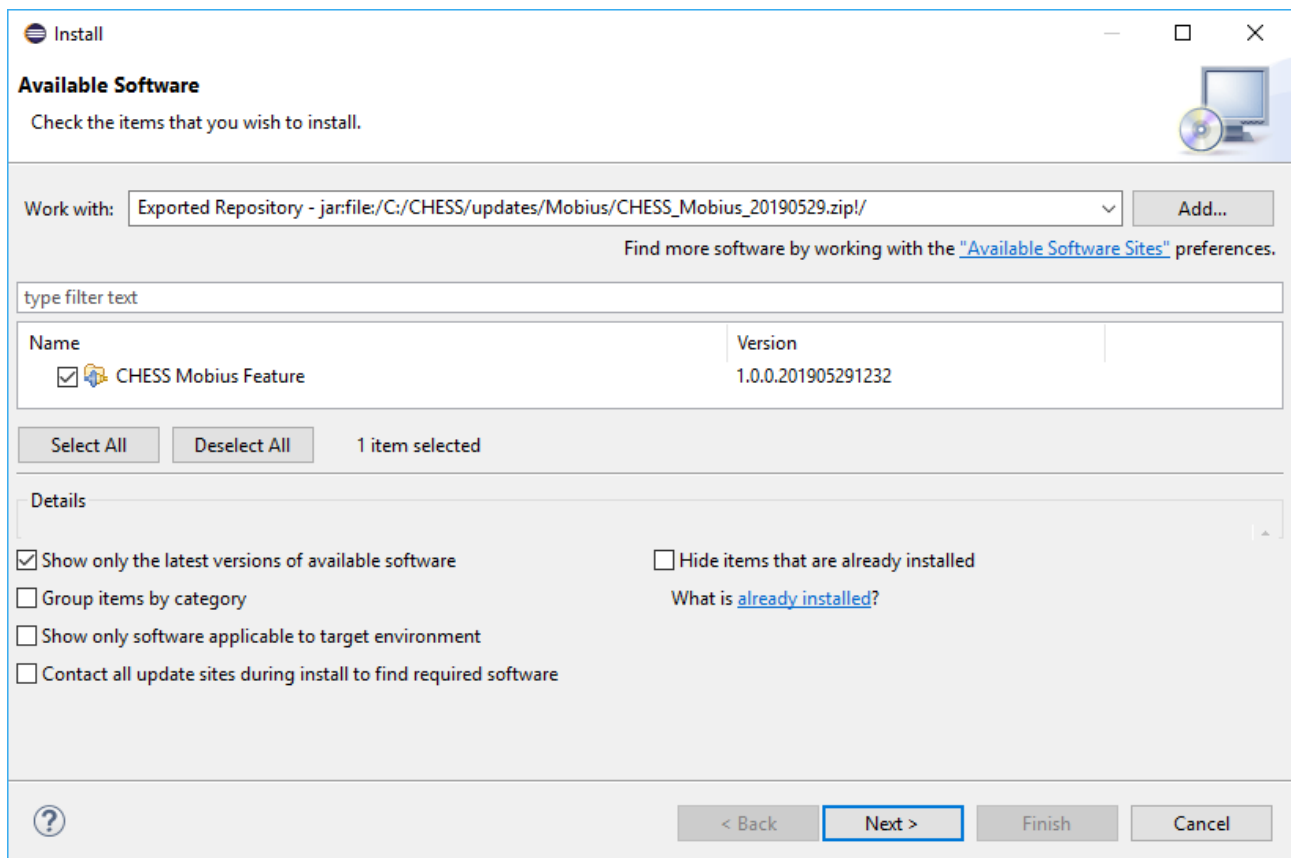 Install
Available Software
Check the items that you wish to install.
Work with: Exported Repository - jar:file:/C:/CHESS/updates/Mobius/CHESS_Mobius_20190529.zip!/ Add...
Find more software by working with the "Available Software Sites" preferences.
type filter text
Name Version
CHESS Mobius Feature 1.0.0.201905291232
Select All Deselect All 1 item selected
Details
Show only the latest versions of available software Hide items that are already installed
Group items by category What is already installed?
Show only software applicable to target environment
Contact all update sites during install to find required software
? < Back Next > Finish Cancel